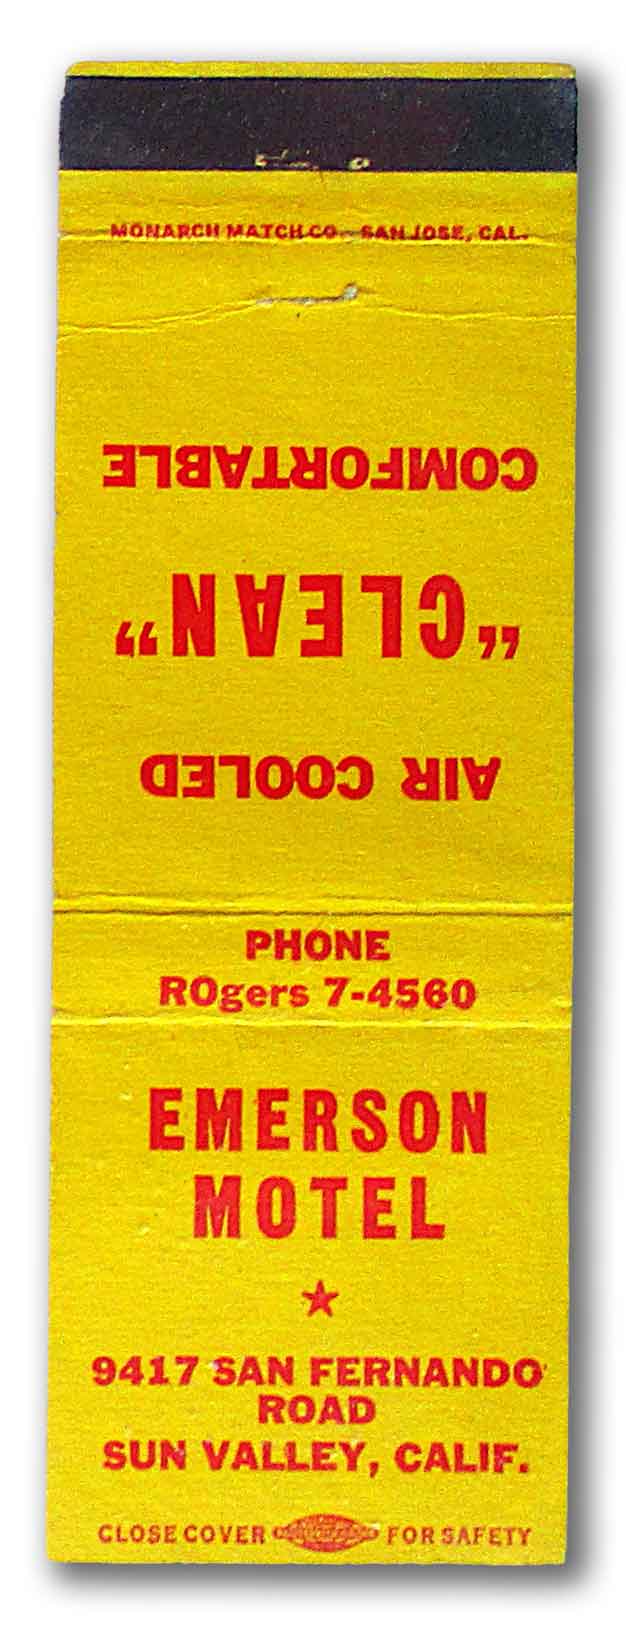 MONARCH MATCH CO. SAN JOSE, CAL.
AIR COOLED
"CLEAN"
COMFORTABLE
PHONE
ROgers 7-4560
EMERSON
MOTEL
9417 SAN FERNANDO
ROAD
SUN VALLEY, CALIF.
CLOSE COVER FOR SAFETY